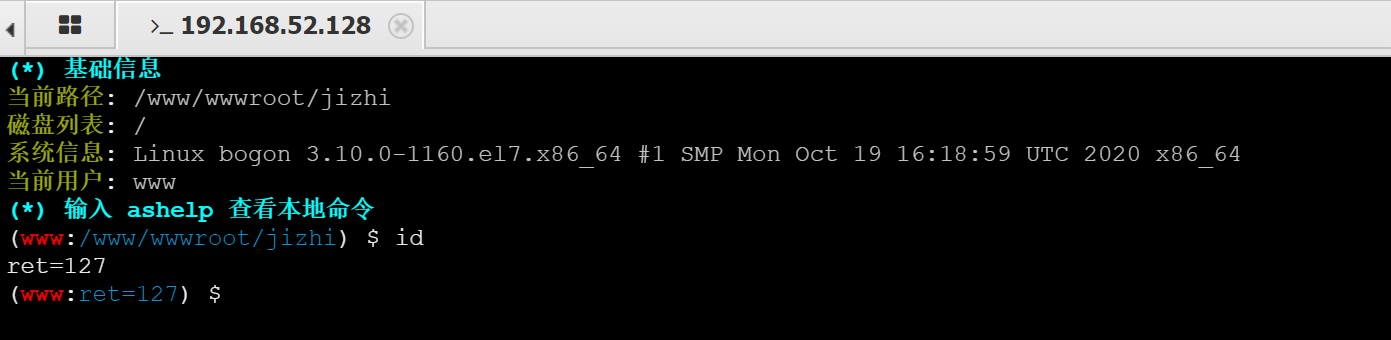 >_ 192.168.52.128
(*) 基础信息
当前路径: /www/wwwroot/jizhi
磁盘列表: /
系统信息: Linux bogon 3.10.0-1160.el7.x86_64 #1 SMP Mon Oct 19 16:18:59 UTC 2020 x86_64
当前用户: www
(*) 输入 ashelp 查看本地命令
(www:/www/wwwroot/jizhi) $ id
ret=127
(www:ret=127) $